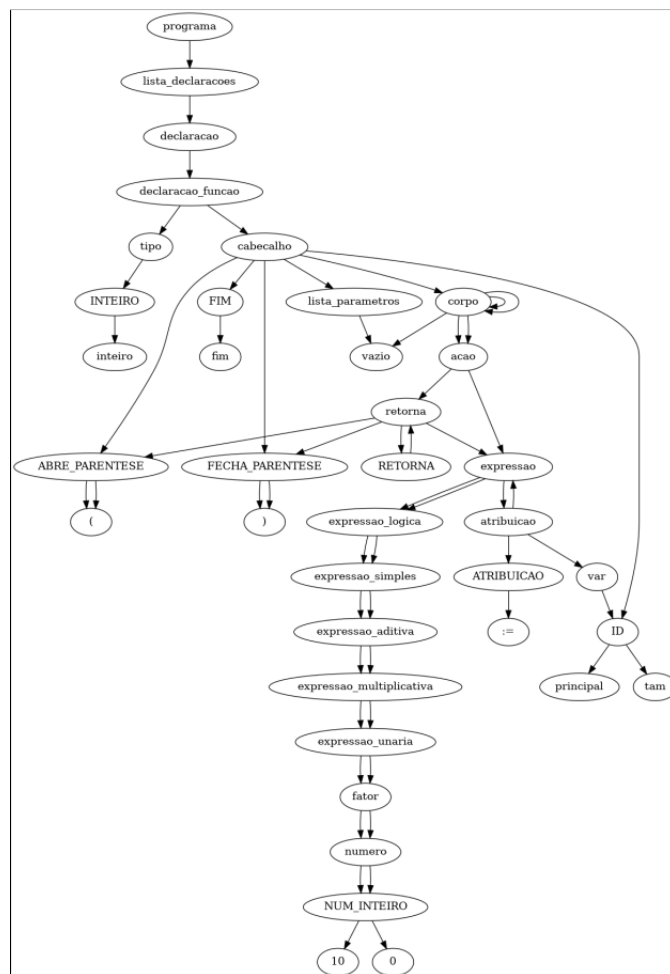 programa
lista_declaracoes
declaracao
declaracao_funcao
tipo
cabecalho
INTEIRO
FIM
lista_parametros
corpo
inteiro
fim
vazio
acao
retorna
ABRE_PARENTESE
FECHA_PARENTESE
RETORNA
expressao
(
)
expressao_logica
atribuicao
expressao_simples
ATRIBUICAO
var
expressao_aditiva
:=
ID
expressao_multiplicativa
principal
tam
expressao_unaria
fator
numero
NUM_INTEIRO
10
0